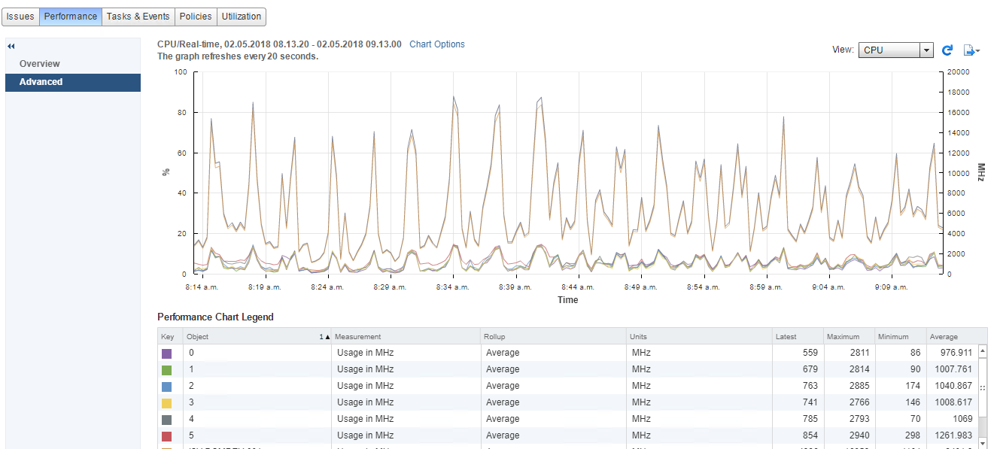 Issues Performance Tasks & Events Policies Utilization
Overview
Advanced
CPU/Real-time, 02.05.2018 08.13.20 - 02.05.2018 09.13.00 Chart Options
The graph refreshes every 20 seconds.
View: CPU
100 20000
18000
80 16000
14000
60 12000
% 10000 MHz
40 8000
6000
20 4000
2000
0 0
8:14 a.m. 8:19 a.m. 8:24 a.m. 8:29 a.m. 8:34 a.m. 8:39 a.m. 8:44 a.m. 8:49 a.m. 8:54 a.m. 8:59 a.m. 9:04 a.m. 9:09 a.m.
Time
Performance Chart Legend
Key Object 1 Measurement Rollup Units Latest Maximum Minimum Average
0 Usage in MHz Average MHz 559 2811 86 976.911
1 Usage in MHz Average MHz 679 2814 90 1007.761
2 Usage in MHz Average MHz 763 2885 174 1040.867
3 Usage in MHz Average MHz 741 2766 146 1008.617
4 Usage in MHz Average MHz 785 2793 70 1069
5 Usage in MHz Average MHz 854 2940 298 1261.983